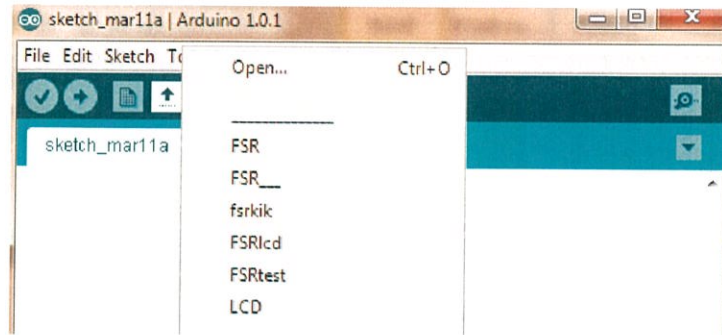 sketch_mar11a | Arduino 1.0.1
File Edit Sketch To
Open... Ctrl+O
sketch_mar11a
FSR
FSR__
fsrkik
FSRlcd
FSRtest
LCD